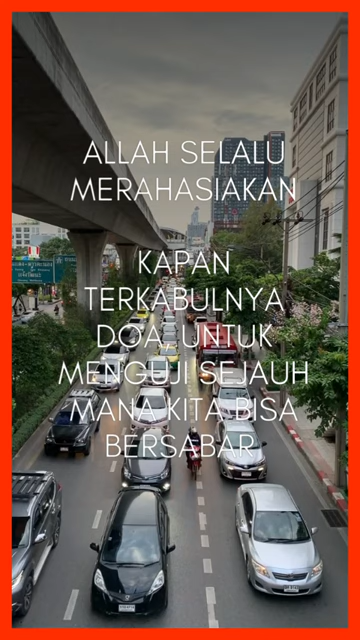 ALLAH SELALU
MERAHASIAKAN
KAPAN
TERKABULNYA
DOA, UNTUK
MENGUJI SEJAUH
MANA KITA BISA
BERSABAR